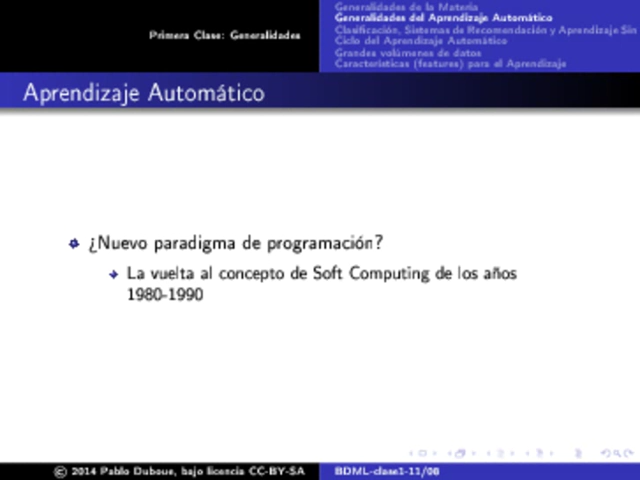 Primera Clase: Generalidades
Generalidades de la Materia
Generalidades del Aprendizaje Automático
Clasificación, Sistemas de Recomendación y Aprendizaje Sin
Ciclo del Aprendizaje Automático
Grandes volúmenes de datos
Características (features) para el Aprendizaje
Aprendizaje Automático
¿Nuevo paradigma de programación?
La vuelta al concepto de Soft Computing de los años
1980-1990
© 2014 Pablo Duboue, bajo licencia CC-BY-SA
BDML-clase1-11/08